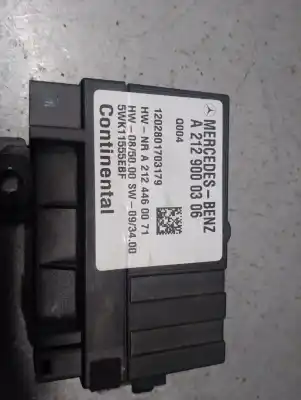 MERCEDES-BENZ
A 212 900 03 06
Q004
1202801703179
HW-NR A 212 446 00 71
HW-08/50.00 SW-09/34.00
5WK11555EBF
Continental